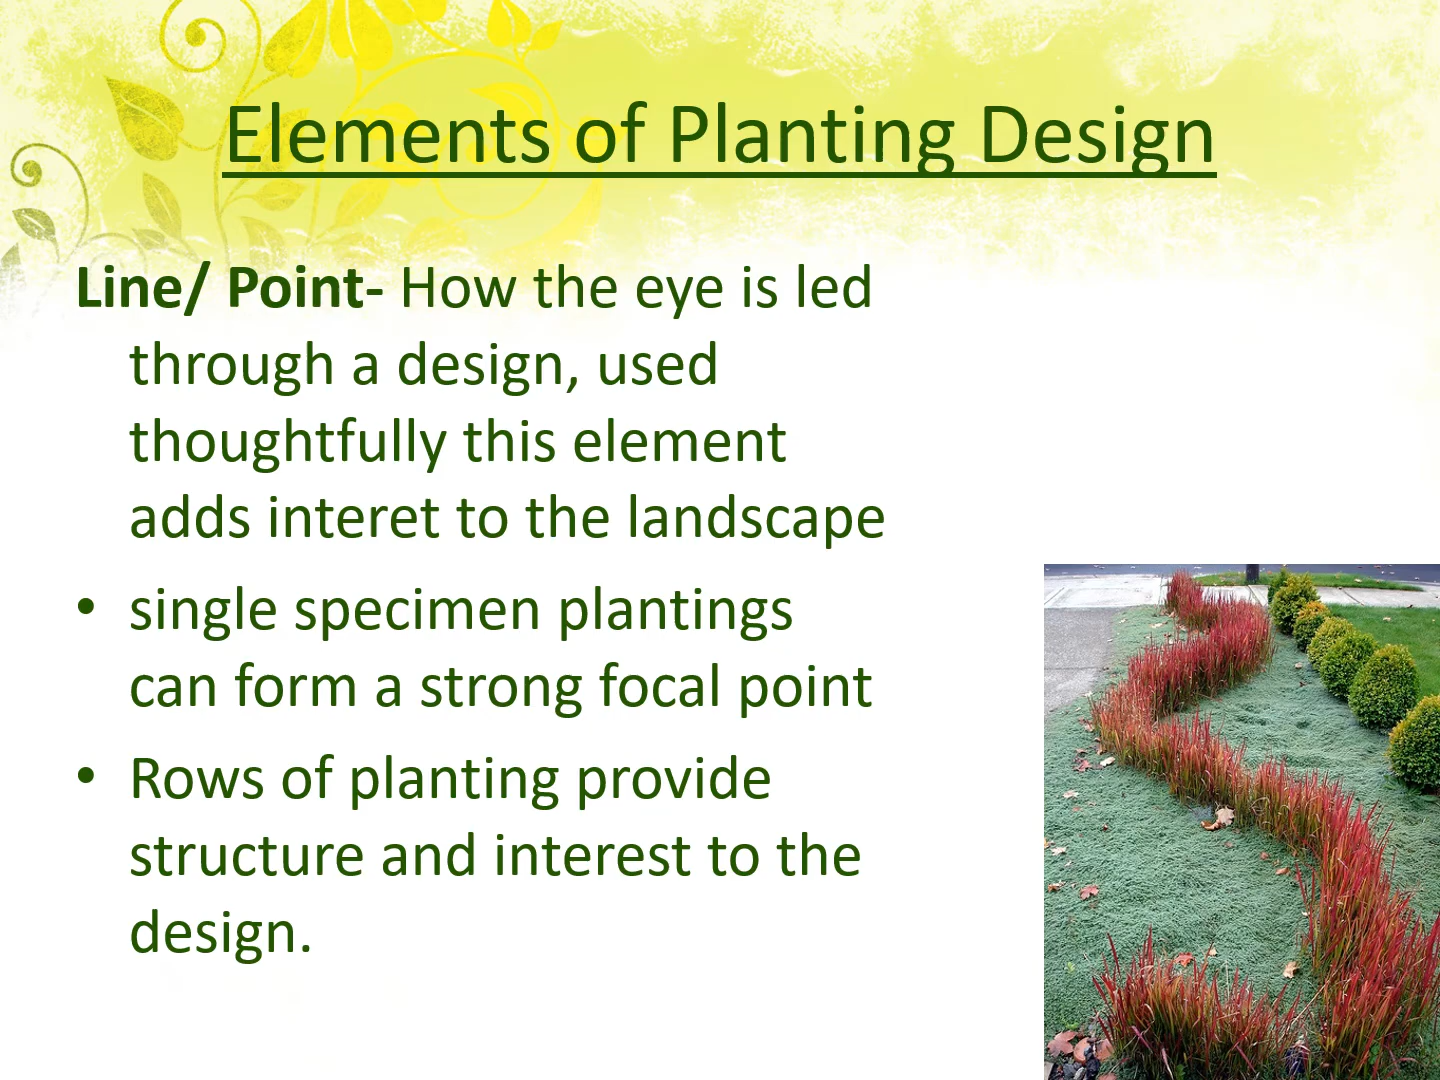 Elements of Planting Design
Line/ Point- How the eye is led
through a design, used
thoughtfully this element
adds interet to the landscape
• single specimen plantings
can form a strong focal point
• Rows of planting provide
structure and interest to the
design.